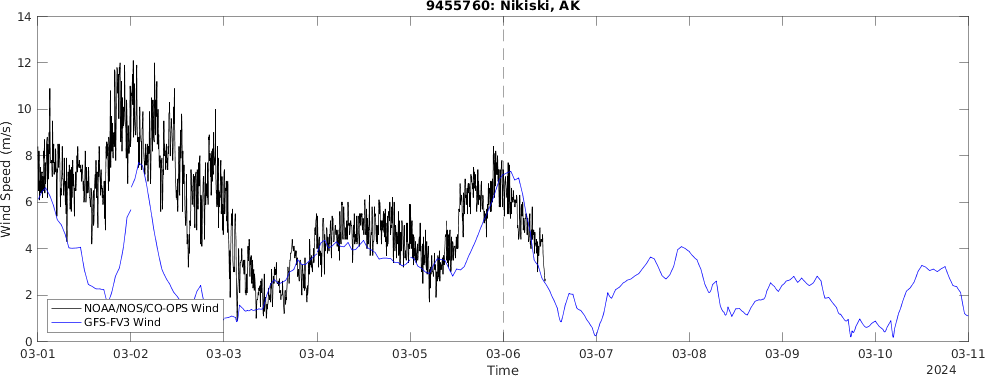 9455760: Nikiski, AK
Wind Speed (m/s)
14
12
10
8
6
4
2
0
NOAA/NOS/CO-OPS Wind
GFS-FV3 Wind
03-01 03-02 03-03 03-04 03-05 03-06 03-07 03-08 03-09 03-10 03-11
Time
2024